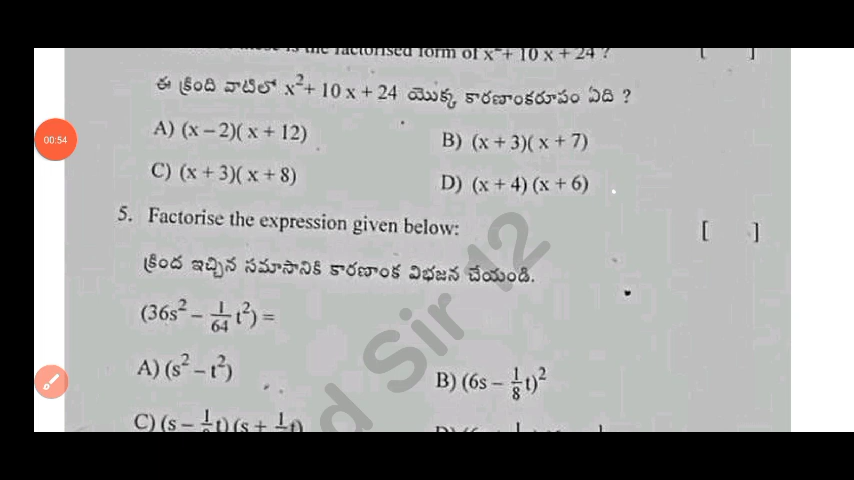 is the factorised form of x²+ 10 x + 24 ? [ ]
ఈ క్రింది వాటిలో x²+ 10 x + 24 యొక్క కారణాంకరూపం ఏది ?
A) (x – 2)( x + 12)
B) (x + 3)( x + 7)
C) (x + 3)( x + 8)
D) (x + 4) (x + 6)
5. Factorise the expression given below: [ ]
క్రింద ఇచ్చిన సమాసానికి కారణాంక విభజన చేయండి.
(36s² – 1/64 t²) =
A) (s² – t²)
B) (6s – 1/8 t)²
C) (s –
00:54
d Sir 12